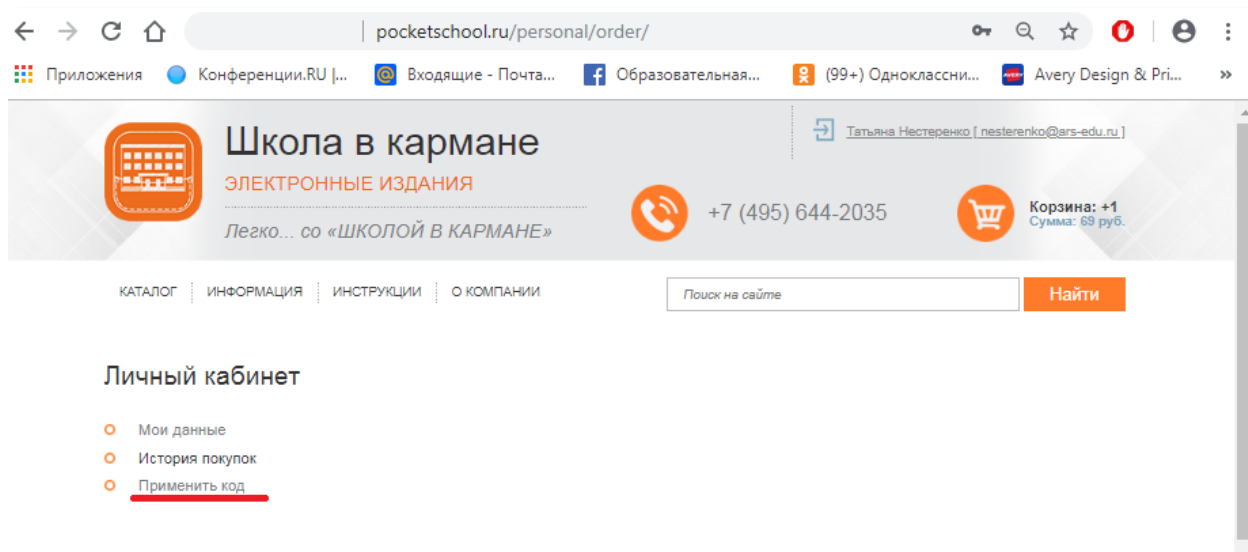 pocketschool.ru/personal/order/
Приложения Конференции.RU |... Входящие - Почта... Образовательная... (99+) Одноклассни... Avery Design & Pri... »
Школа в кармане
ЭЛЕКТРОННЫЕ ИЗДАНИЯ
Легко... со «ШКОЛОЙ В КАРМАНЕ»
Татьяна Нестеренко [ nesterenko@ars-edu.ru ]
+7 (495) 644-2035
Корзина: +1
Сумма: 69 руб.
КАТАЛОГ ИНФОРМАЦИЯ ИНСТРУКЦИИ О КОМПАНИИ Поиск на сайте Найти
Личный кабинет
Мои данные
История покупок
Применить код